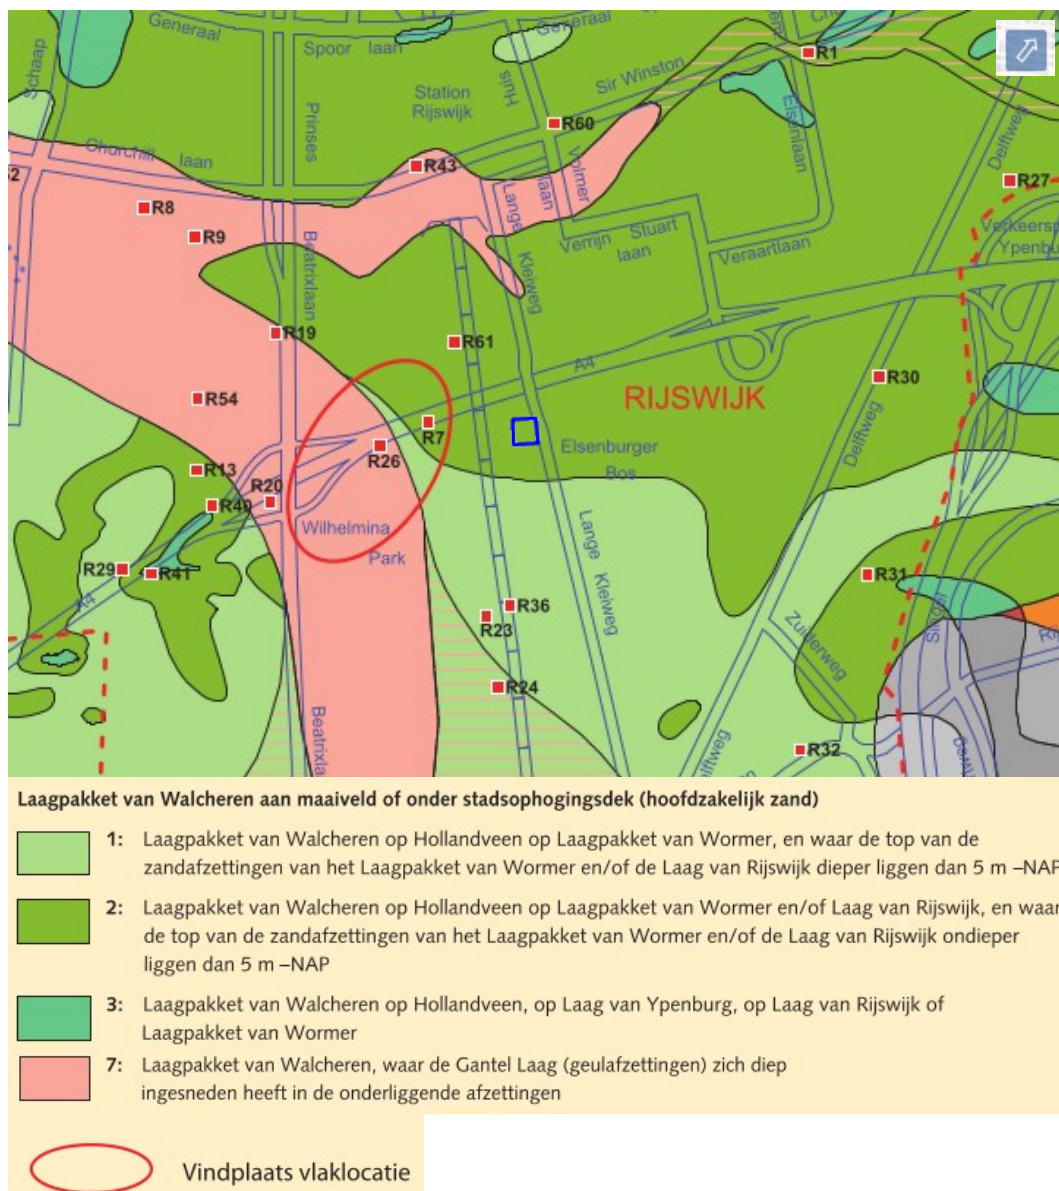 Generaal
Spoor laan
Generaal
Schaap
Prinses
Station
Rijswijk
Huis
Sir Winston
R1
Elsenlaan
Delftweg
R60
Churchill laan
R43
Volmer
laan
R27
R8
R9
Lange
Kleiweg
Beatrixlaan
Verrijn Stuart
laan
Veraartlaan
R19
R61
A4
R30
R54
RIJSWIJK
R7
R26
Elsenburger
Bos
Delftweg
R13
R20
R40
Wilhelmina
Park
Lange Kleiweg
R29
R41
A4
R31
R36
R23
Zuiderweg
Singel
R24
Beatrixlaa
R32
Laagpakket van Walcheren aan maaiveld of onder stadsophogingsdek (hoofdzakelijk zand)
1: Laagpakket van Walcheren op Hollandveen op Laagpakket van Wormer, en waar de top van de
zandafzettingen van het Laagpakket van Wormer en/of de Laag van Rijswijk dieper liggen dan 5 m –NAP
2: Laagpakket van Walcheren op Hollandveen op Laagpakket van Wormer en/of Laag van Rijswijk, en waar
de top van de zandafzettingen van het Laagpakket van Wormer en/of de Laag van Rijswijk ondieper
liggen dan 5 m –NAP
3: Laagpakket van Walcheren op Hollandveen, op Laag van Ypenburg, op Laag van Rijswijk of
Laagpakket van Wormer
7: Laagpakket van Walcheren, waar de Gantel Laag (geulafzettingen) zich diep
ingesneden heeft in de onderliggende afzettingen
Vindplaats vlaklocatie